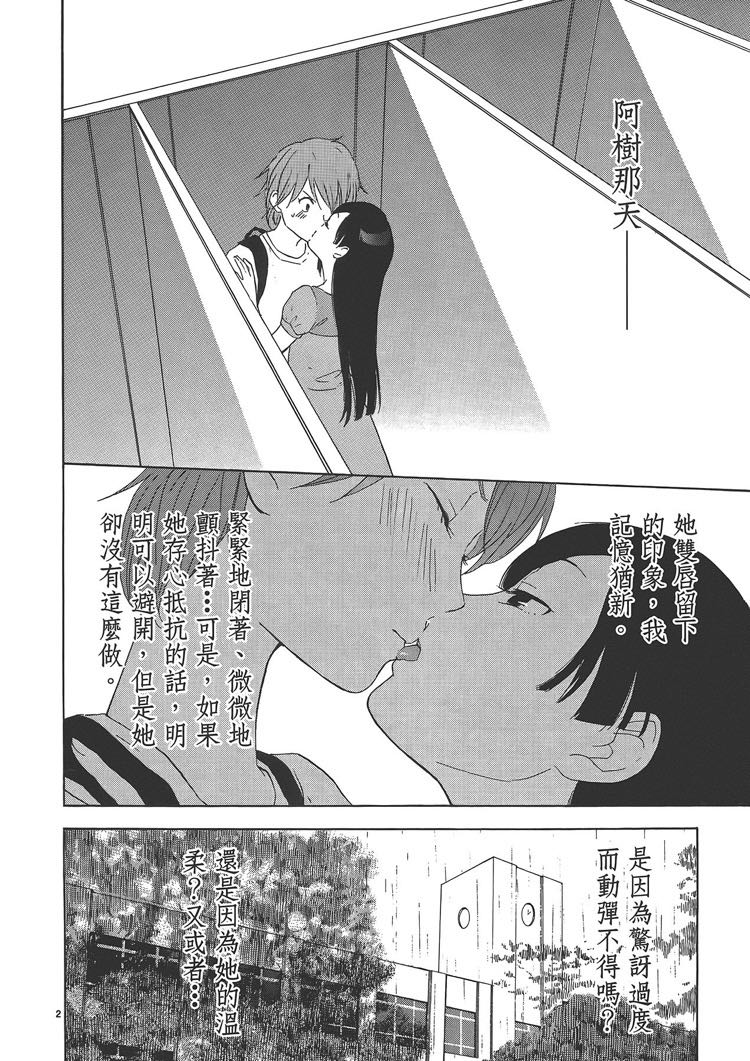 阿樹那天——
她雙唇留下
的印象，我
記憶猶新。
緊緊地閉著、微微地
顫抖著…可是，如果
她存心抵抗的話，明
明可以避開，但是她
卻沒有這麼做。
是因為驚訝過度
而動彈不得嗎？
還是因為她的溫
柔？又或者…
2